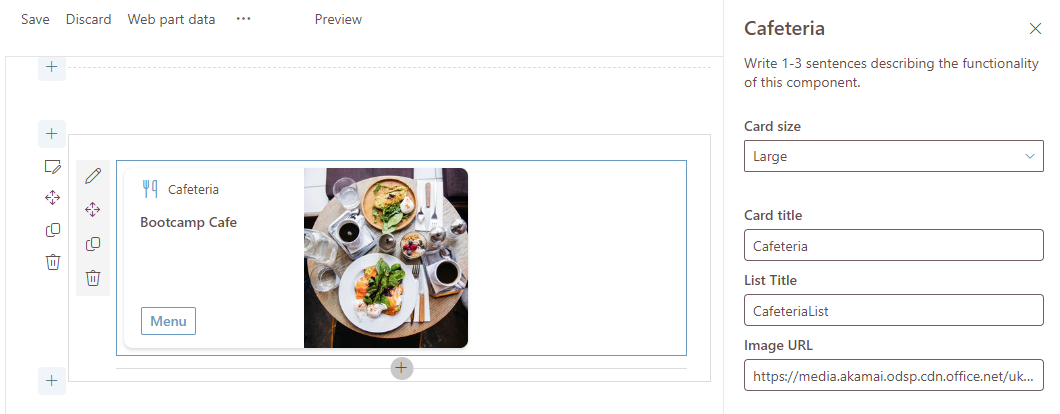 Save Discard Web part data ··· Preview
Cafeteria
Bootcamp Cafe
Menu
Cafeteria
Write 1-3 sentences describing the functionality
of this component.
Card size
Large
Card title
Cafeteria
List Title
CafeteriaList
Image URL
https://media.akamai.odsp.cdn.office.net/uk...